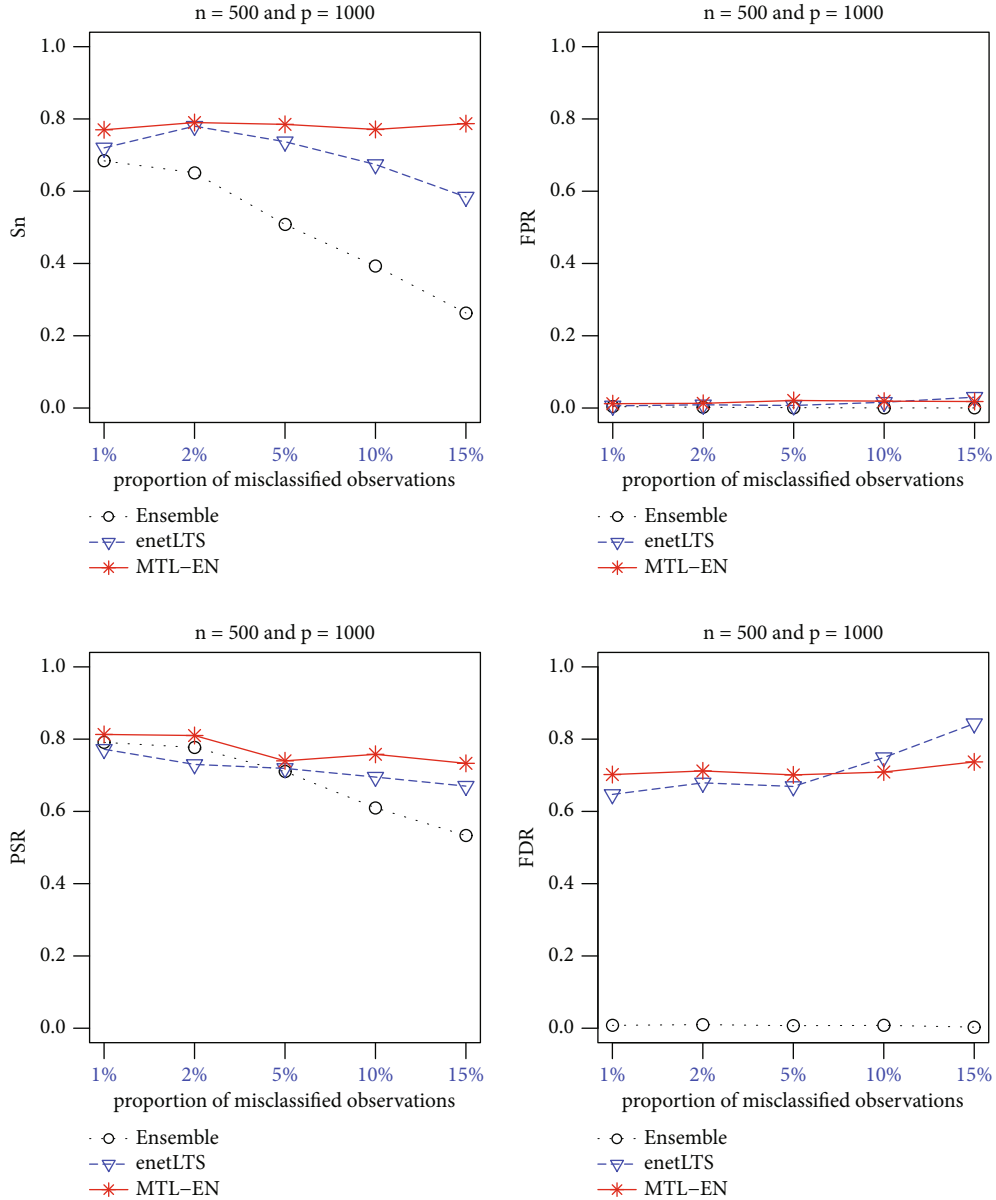 n = 500 and p = 1000
Sn
1.0
0.8
0.6
0.4
0.2
0.0
1% 2% 5% 10% 15%
proportion of misclassified observations
Ensemble
enetLTS
MTL−EN
n = 500 and p = 1000
FPR
1.0
0.8
0.6
0.4
0.2
0.0
1% 2% 5% 10% 15%
proportion of misclassified observations
Ensemble
enetLTS
MTL−EN
n = 500 and p = 1000
PSR
1.0
0.8
0.6
0.4
0.2
0.0
1% 2% 5% 10% 15%
proportion of misclassified observations
Ensemble
enetLTS
MTL−EN
n = 500 and p = 1000
FDR
1.0
0.8
0.6
0.4
0.2
0.0
1% 2% 5% 10% 15%
proportion of misclassified observations
Ensemble
enetLTS
MTL−EN